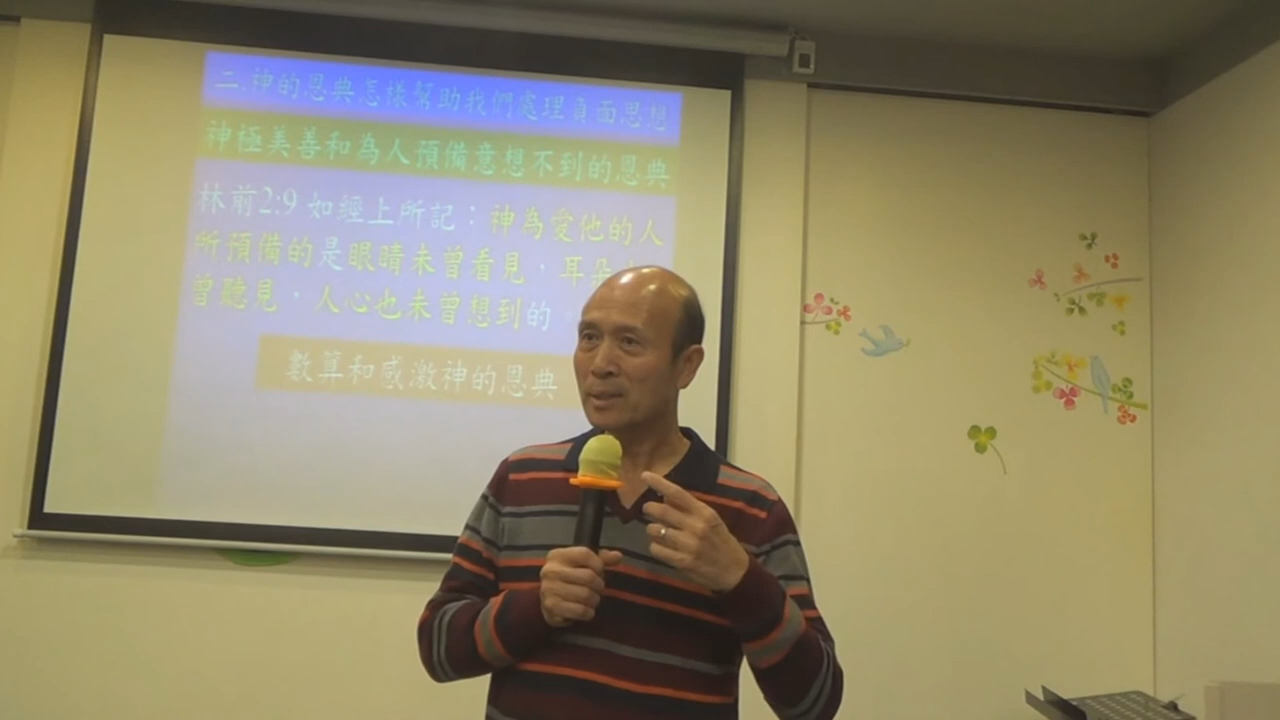 二.神的恩典怎樣幫助我們處理負面思想
神極美善和為人預備意想不到的恩典
林前2:9 如經上所記：神為愛他的人
所預備的是眼睛未曾看見，耳朵
曾聽見，人心也未曾想到的
數算和感激神的恩典